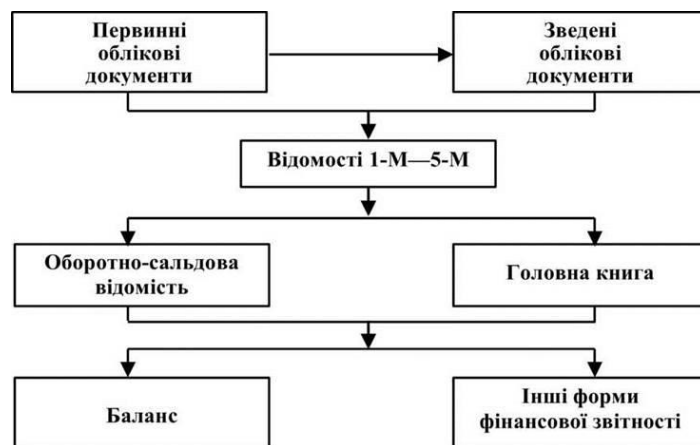 Первинні
облікові
документи
Зведені
облікові
документи
Відомості 1-М—5-М
Оборотно-сальдова
відомість
Головна книга
Баланс
Інші форми
фінансової звітності